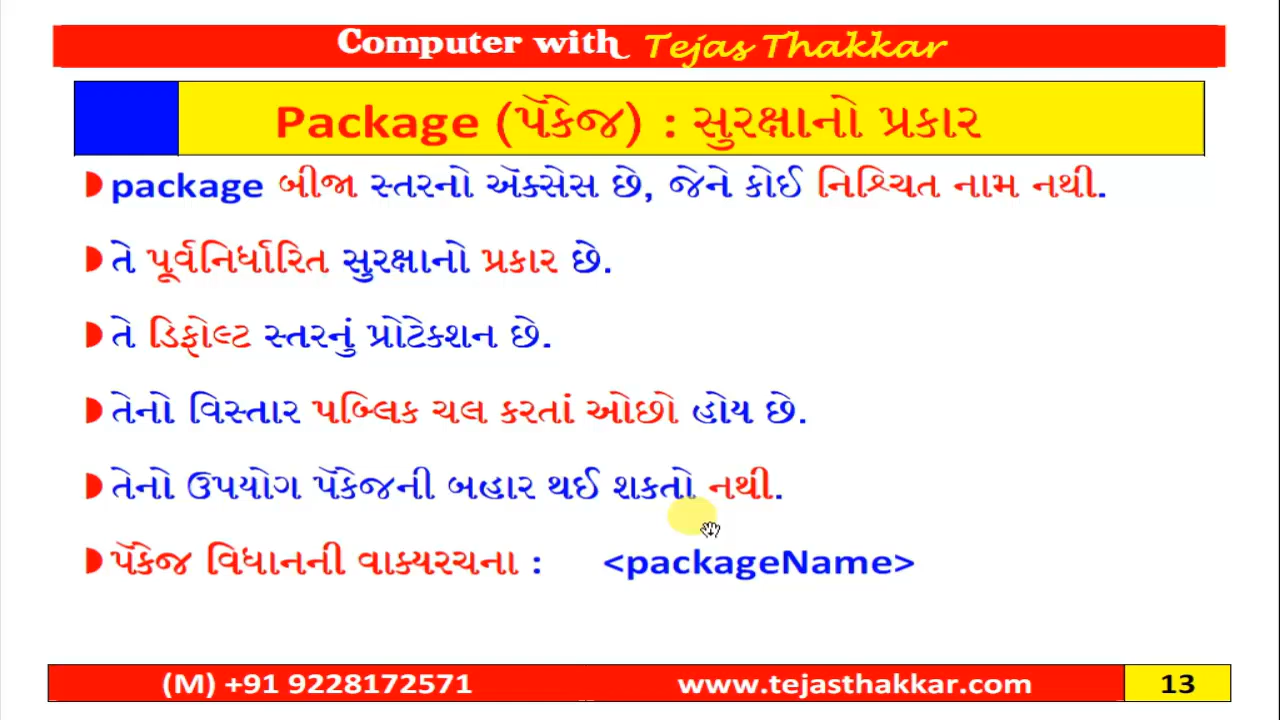 Computer with Tejas Thakkar
Package (પૅકેજ) : સુરક્ષાનો પ્રકાર
package બીજા સ્તરનો ઍક્સેસ છે, જેને કોઈ નિશ્ચિત નામ નથી.
તે પૂર્વનિર્ધારિત સુરક્ષાનો પ્રકાર છે.
તે ડિફોલ્ટ સ્તરનું પ્રોટેક્શન છે.
તેનો વિસ્તાર પબ્લિક ચલ કરતાં ઓછો હોય છે.
તેનો ઉપયોગ પૅકેજની બહાર થઈ શકતો નથી.
પૅકેજ વિધાનની વાક્યરચના : <packageName>
(M) +91 9228172571 www.tejasthakkar.com 13